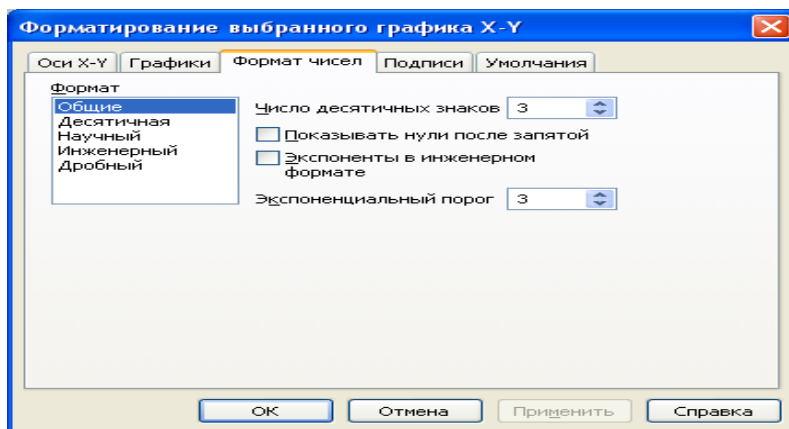 Форматирование выбранного графика X-Y
Оси X-Y Графики Формат чисел Подписи Умолчания
Формат
Общие
Десятичная
Научный
Инженерный
Дробный
Число десятичных знаков 3
Показывать нули после запятой
Экспоненты в инженерном
формате
Экспоненциальный порог 3
ОК Отмена Применить Справка